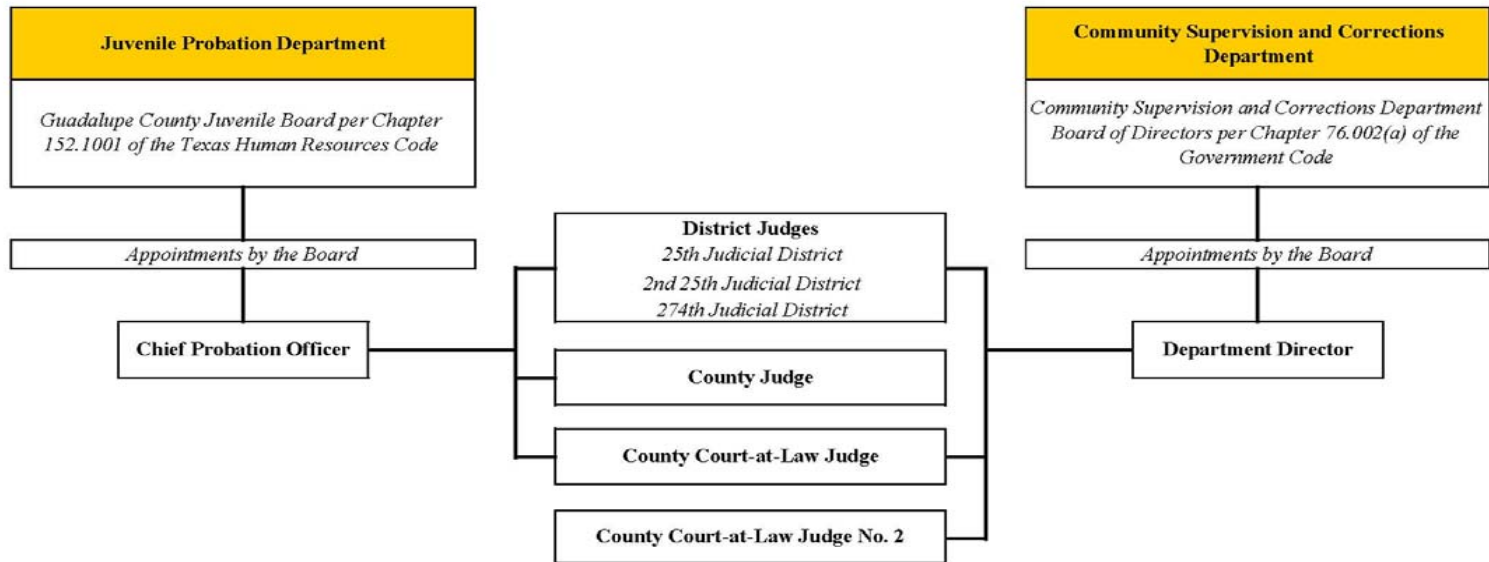 Juvenile Probation Department
Guadalupe County Juvenile Board per Chapter
152.1001 of the Texas Human Resources Code
Appointments by the Board
Chief Probation Officer
District Judges
25th Judicial District
2nd 25th Judicial District
274th Judicial District
County Judge
County Court-at-Law Judge
County Court-at-Law Judge No. 2
Community Supervision and Corrections
Department
Community Supervision and Corrections Department
Board of Directors per Chapter 76.002(a) of the
Government Code
Appointments by the Board
Department Director